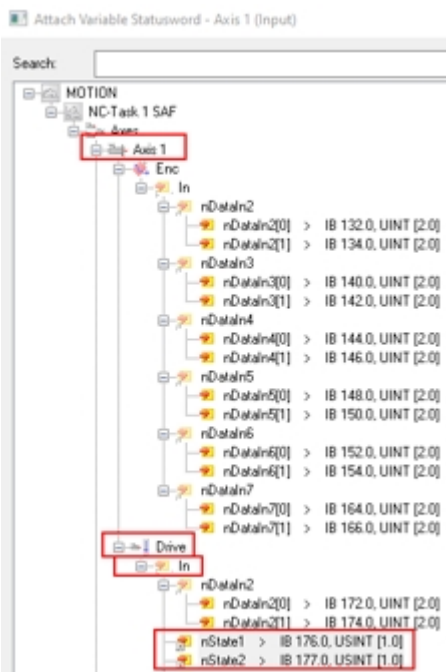 Attach Variable Statusword - Axis 1 (Input)
Search:
MOTION
NC-Task 1 SAF
Axes
Axis 1
Enc
In
nDataIn2
nDataIn2[0] > IB 132.0, UINT [2.0]
nDataIn2[1] > IB 134.0, UINT [2.0]
nDataIn3
nDataIn3[0] > IB 140.0, UINT [2.0]
nDataIn3[1] > IB 142.0, UINT [2.0]
nDataIn4
nDataIn4[0] > IB 144.0, UINT [2.0]
nDataIn4[1] > IB 146.0, UINT [2.0]
nDataIn5
nDataIn5[0] > IB 148.0, UINT [2.0]
nDataIn5[1] > IB 150.0, UINT [2.0]
nDataIn6
nDataIn6[0] > IB 152.0, UINT [2.0]
nDataIn6[1] > IB 154.0, UINT [2.0]
nDataIn7
nDataIn7[0] > IB 164.0, UINT [2.0]
nDataIn7[1] > IB 166.0, UINT [2.0]
Drive
In
nDataIn2
nDataIn2[0] > IB 172.0, UINT [2.0]
nDataIn2[1] > IB 174.0, UINT [2.0]
nState1 > IB 176.0, USINT [1.0]
nState2 > IB 177.0, USINT [1.0]